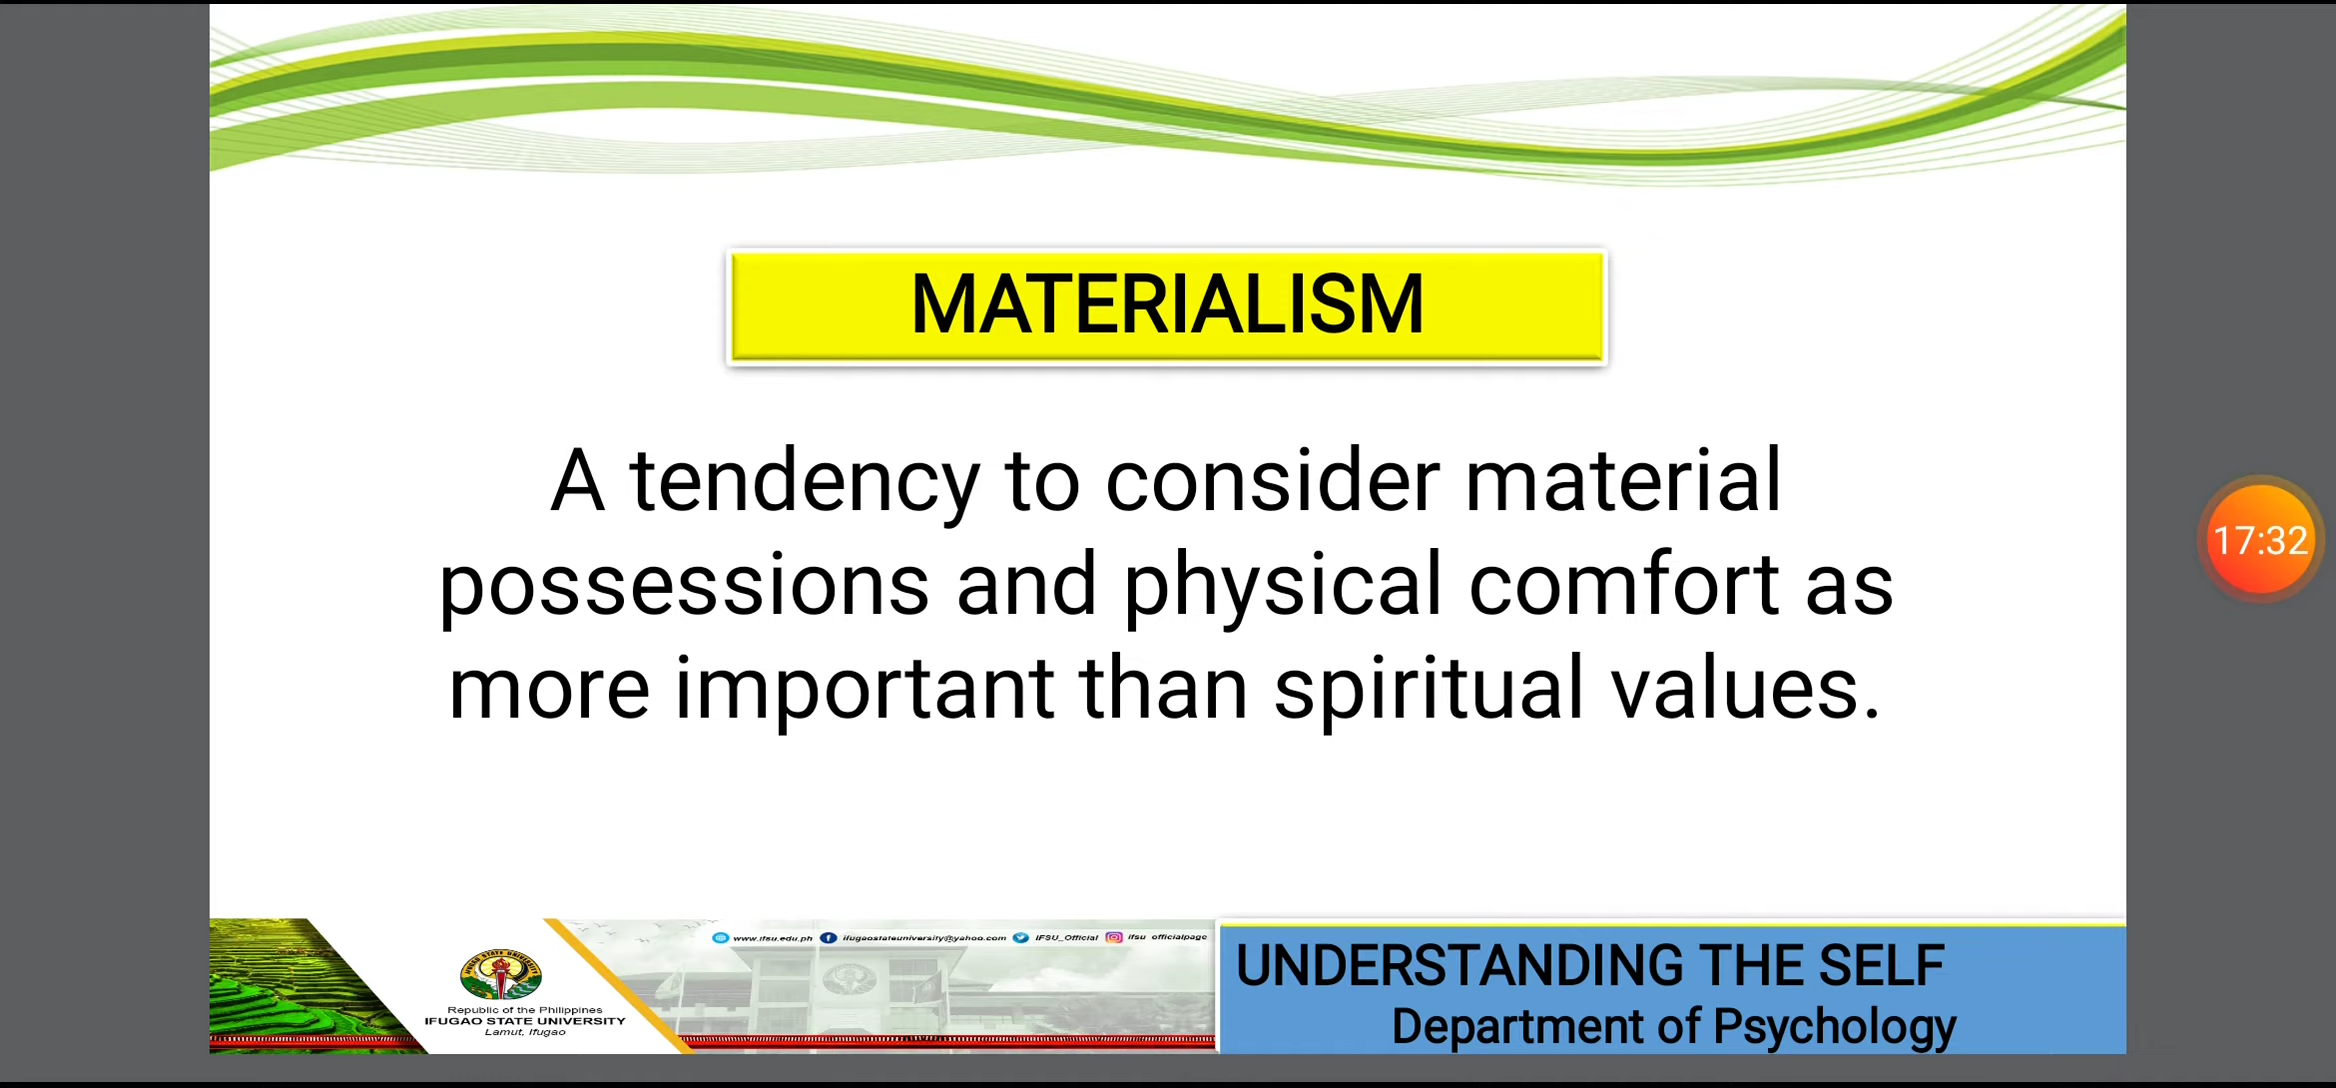 MATERIALISM
A tendency to consider material
possessions and physical comfort as
more important than spiritual values.
17:32
www.ifsu.edu.ph ifugaostateuniversity@yahoo.com IFSU_Official ifsu officialpage
Republic of the Philippines
IFUGAO STATE UNIVERSITY
Lamut, Ifugao
UNDERSTANDING THE SELF
Department of Psychology